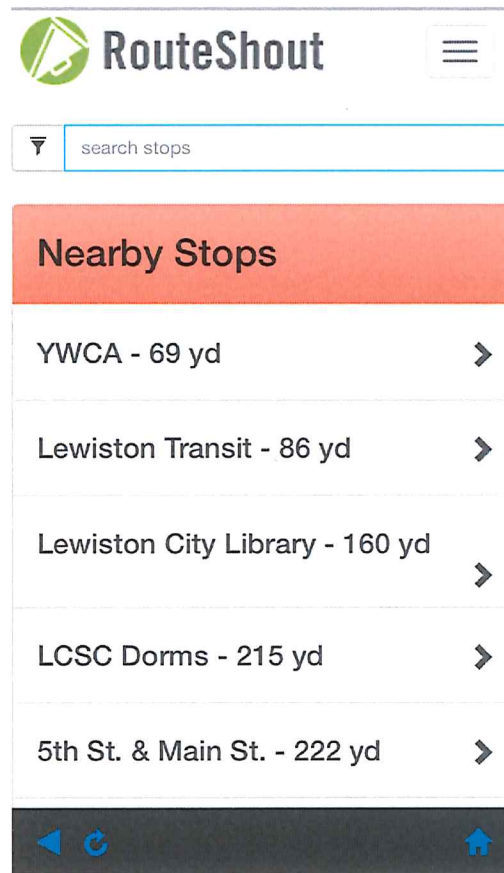 RouteShout
search stops
Nearby Stops
YWCA - 69 yd
Lewiston Transit - 86 yd
Lewiston City Library - 160 yd
LCSC Dorms - 215 yd
5th St. & Main St. - 222 yd